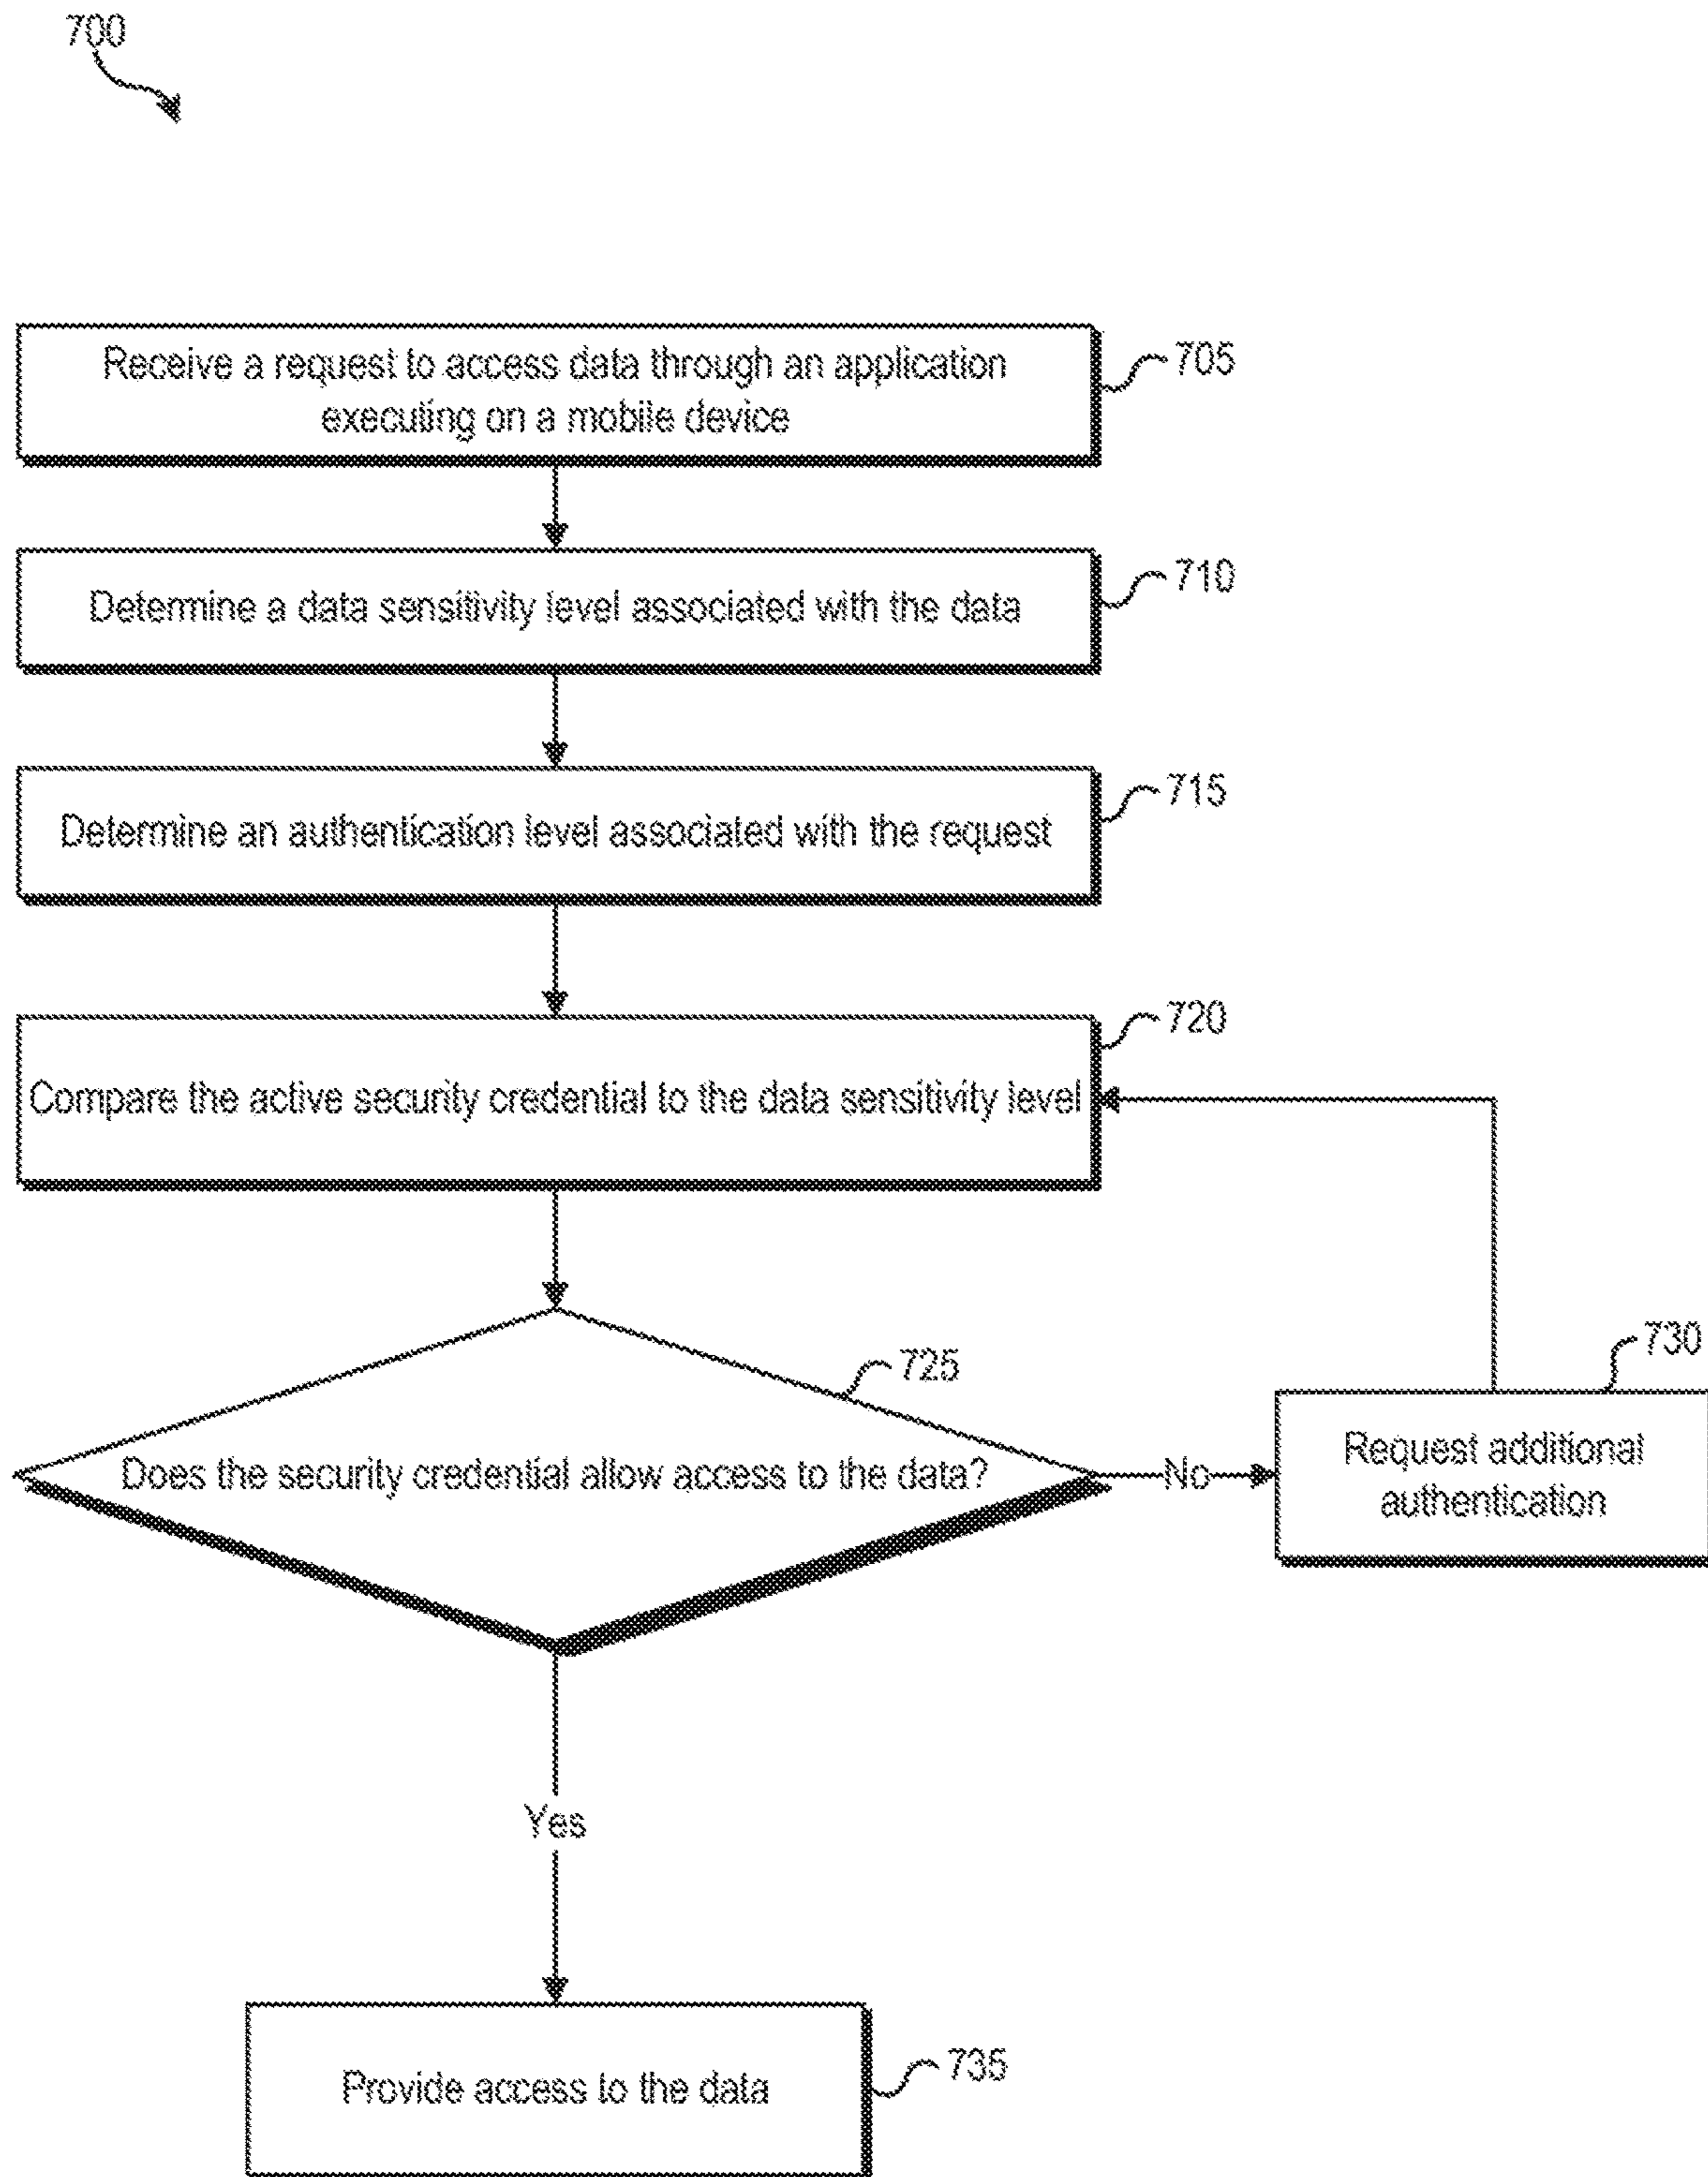 700
Receive a request to access data through an application
executing on a mobile device
705
Determine a data sensitivity level associated with the data
710
Determine an authentication level associated with the request
715
Compare the active security credential to the data sensitivity level
720
Does the security credential allow access to the data?
725
No
Request additional
authentication
730
Yes
Provide access to the data
735